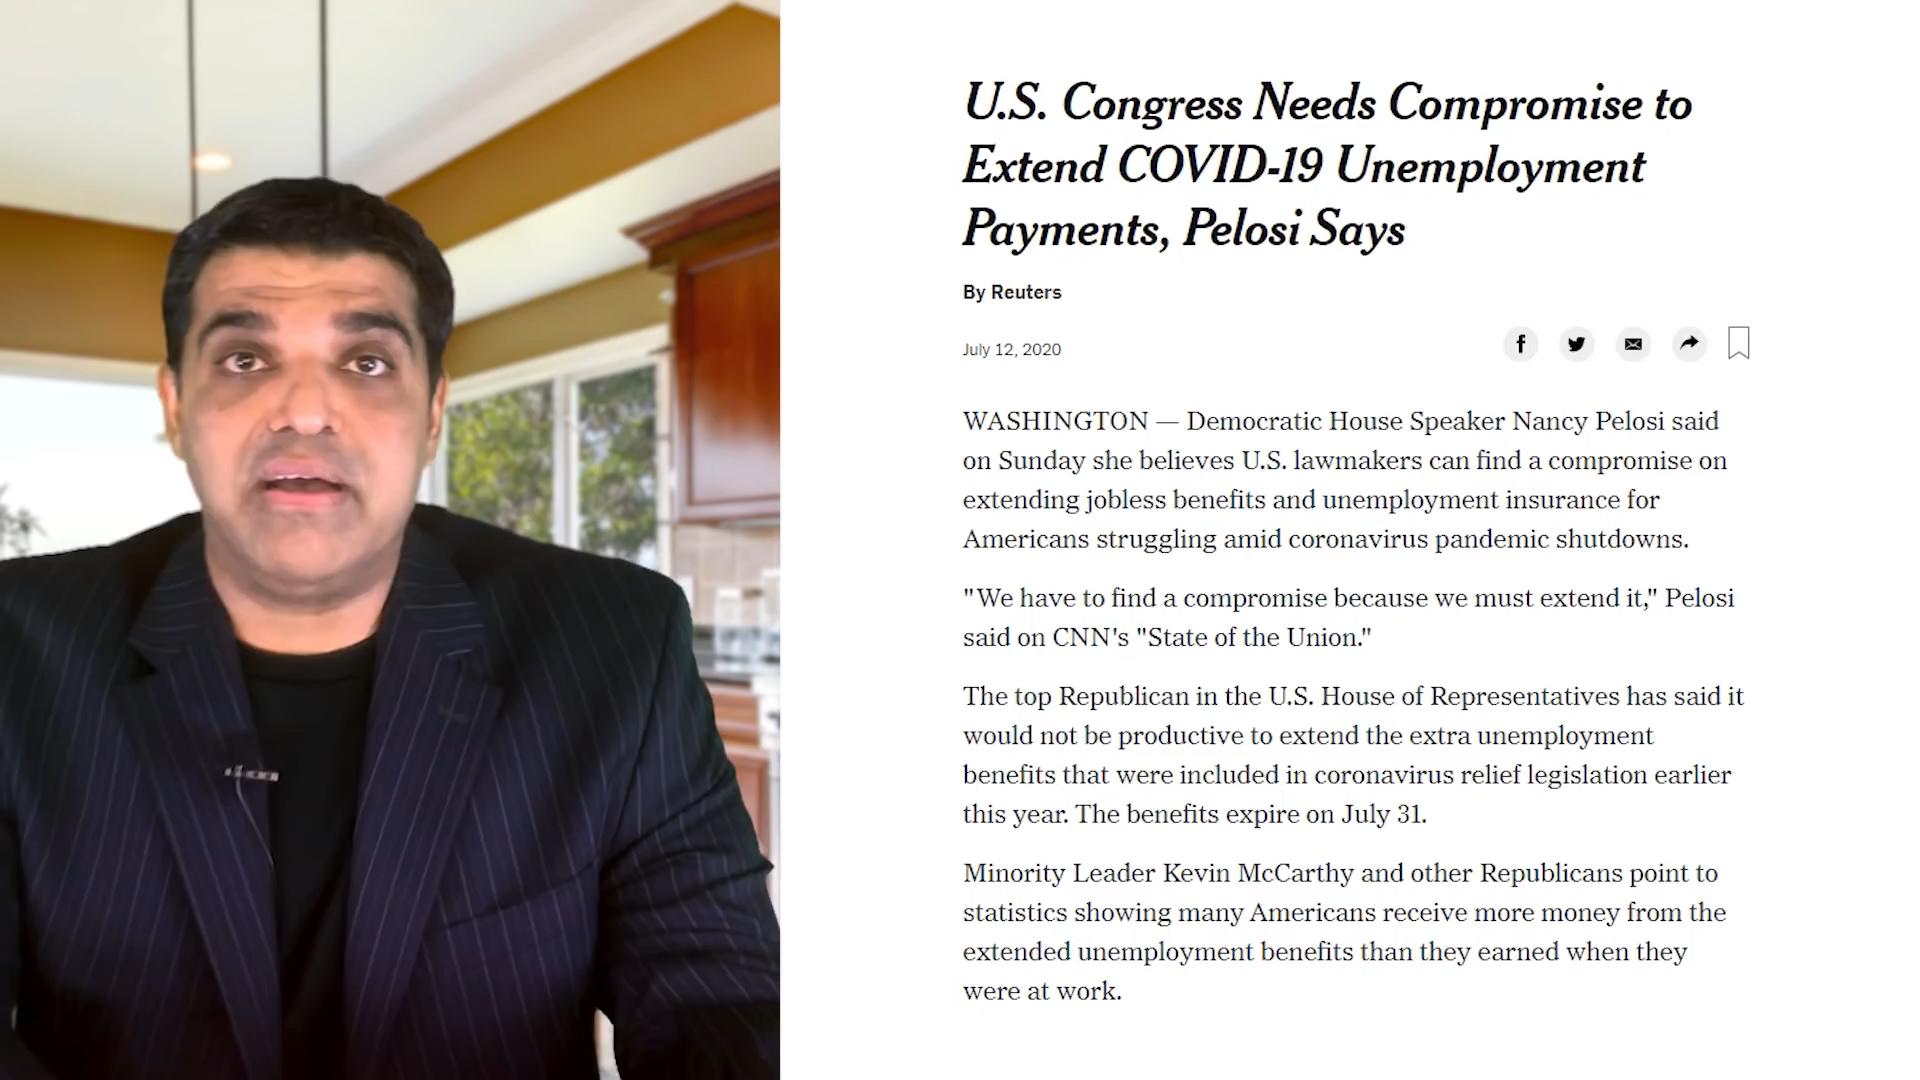 U.S. Congress Needs Compromise to
Extend COVID-19 Unemployment
Payments, Pelosi Says
By Reuters
July 12, 2020
WASHINGTON — Democratic House Speaker Nancy Pelosi said
on Sunday she believes U.S. lawmakers can find a compromise on
extending jobless benefits and unemployment insurance for
Americans struggling amid coronavirus pandemic shutdowns.
"We have to find a compromise because we must extend it," Pelosi
said on CNN's "State of the Union."
The top Republican in the U.S. House of Representatives has said it
would not be productive to extend the extra unemployment
benefits that were included in coronavirus relief legislation earlier
this year. The benefits expire on July 31.
Minority Leader Kevin McCarthy and other Republicans point to
statistics showing many Americans receive more money from the
extended unemployment benefits than they earned when they
were at work.